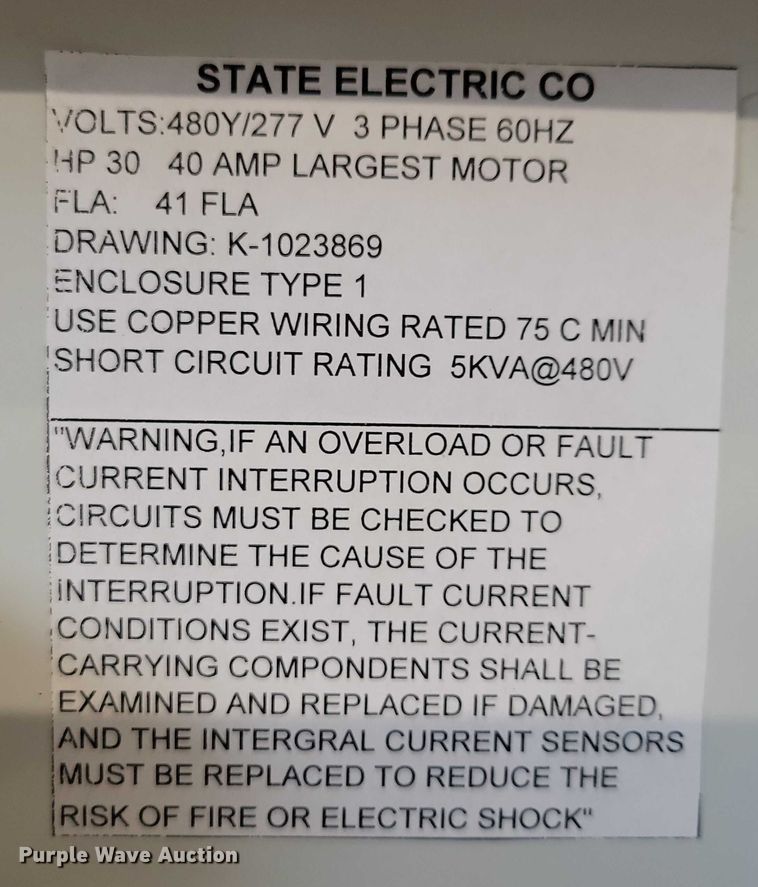 STATE ELECTRIC CO
VOLTS:480Y/277 V 3 PHASE 60HZ
HP 30 40 AMP LARGEST MOTOR
FLA: 41 FLA
DRAWING: K-1023869
ENCLOSURE TYPE 1
USE COPPER WIRING RATED 75 C MIN
SHORT CIRCUIT RATING 5KVA@480V
"WARNING,IF AN OVERLOAD OR FAULT
CURRENT INTERRUPTION OCCURS,
CIRCUITS MUST BE CHECKED TO
DETERMINE THE CAUSE OF THE
INTERRUPTION.IF FAULT CURRENT
CONDITIONS EXIST, THE CURRENT-
CARRYING COMPONDENTS SHALL BE
EXAMINED AND REPLACED IF DAMAGED,
AND THE INTERGRAL CURRENT SENSORS
MUST BE REPLACED TO REDUCE THE
RISK OF FIRE OR ELECTRIC SHOCK"
Purple Wave Auction